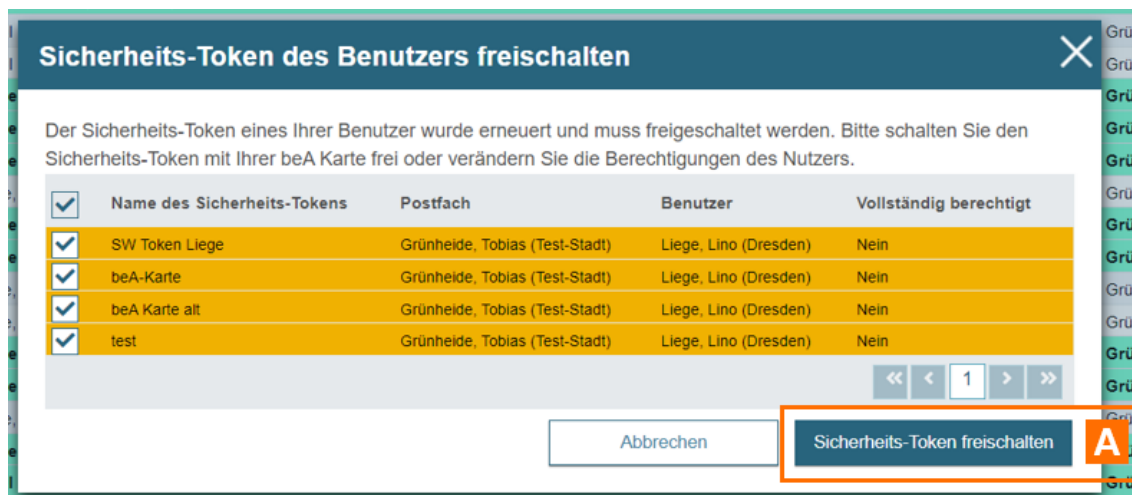 Sicherheits-Token des Benutzers freischalten
Der Sicherheits-Token eines Ihrer Benutzer wurde erneuert und muss freigeschaltet werden. Bitte schalten Sie den
Sicherheits-Token mit Ihrer beA Karte frei oder verändern Sie die Berechtigungen des Nutzers.
Name des Sicherheits-Tokens Postfach Benutzer Vollständig berechtigt
SW Token Liege Grünheide, Tobias (Test-Stadt) Liege, Lino (Dresden) Nein
beA-Karte Grünheide, Tobias (Test-Stadt) Liege, Lino (Dresden) Nein
beA Karte alt Grünheide, Tobias (Test-Stadt) Liege, Lino (Dresden) Nein
test Grünheide, Tobias (Test-Stadt) Liege, Lino (Dresden) Nein
« < 1 > »
Abbrechen Sicherheits-Token freischalten A